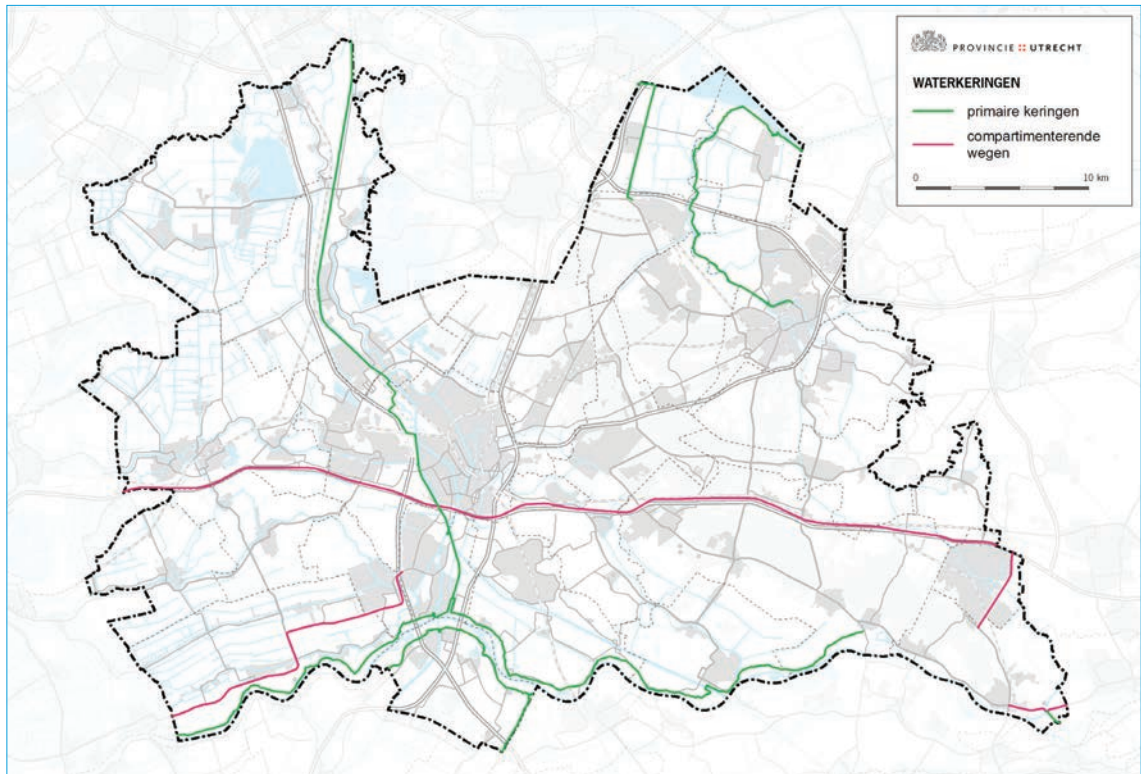 PROVINCIE UTRECHT
WATERKERINGEN
primaire keringen
compartimenterende
wegen
0 10 km